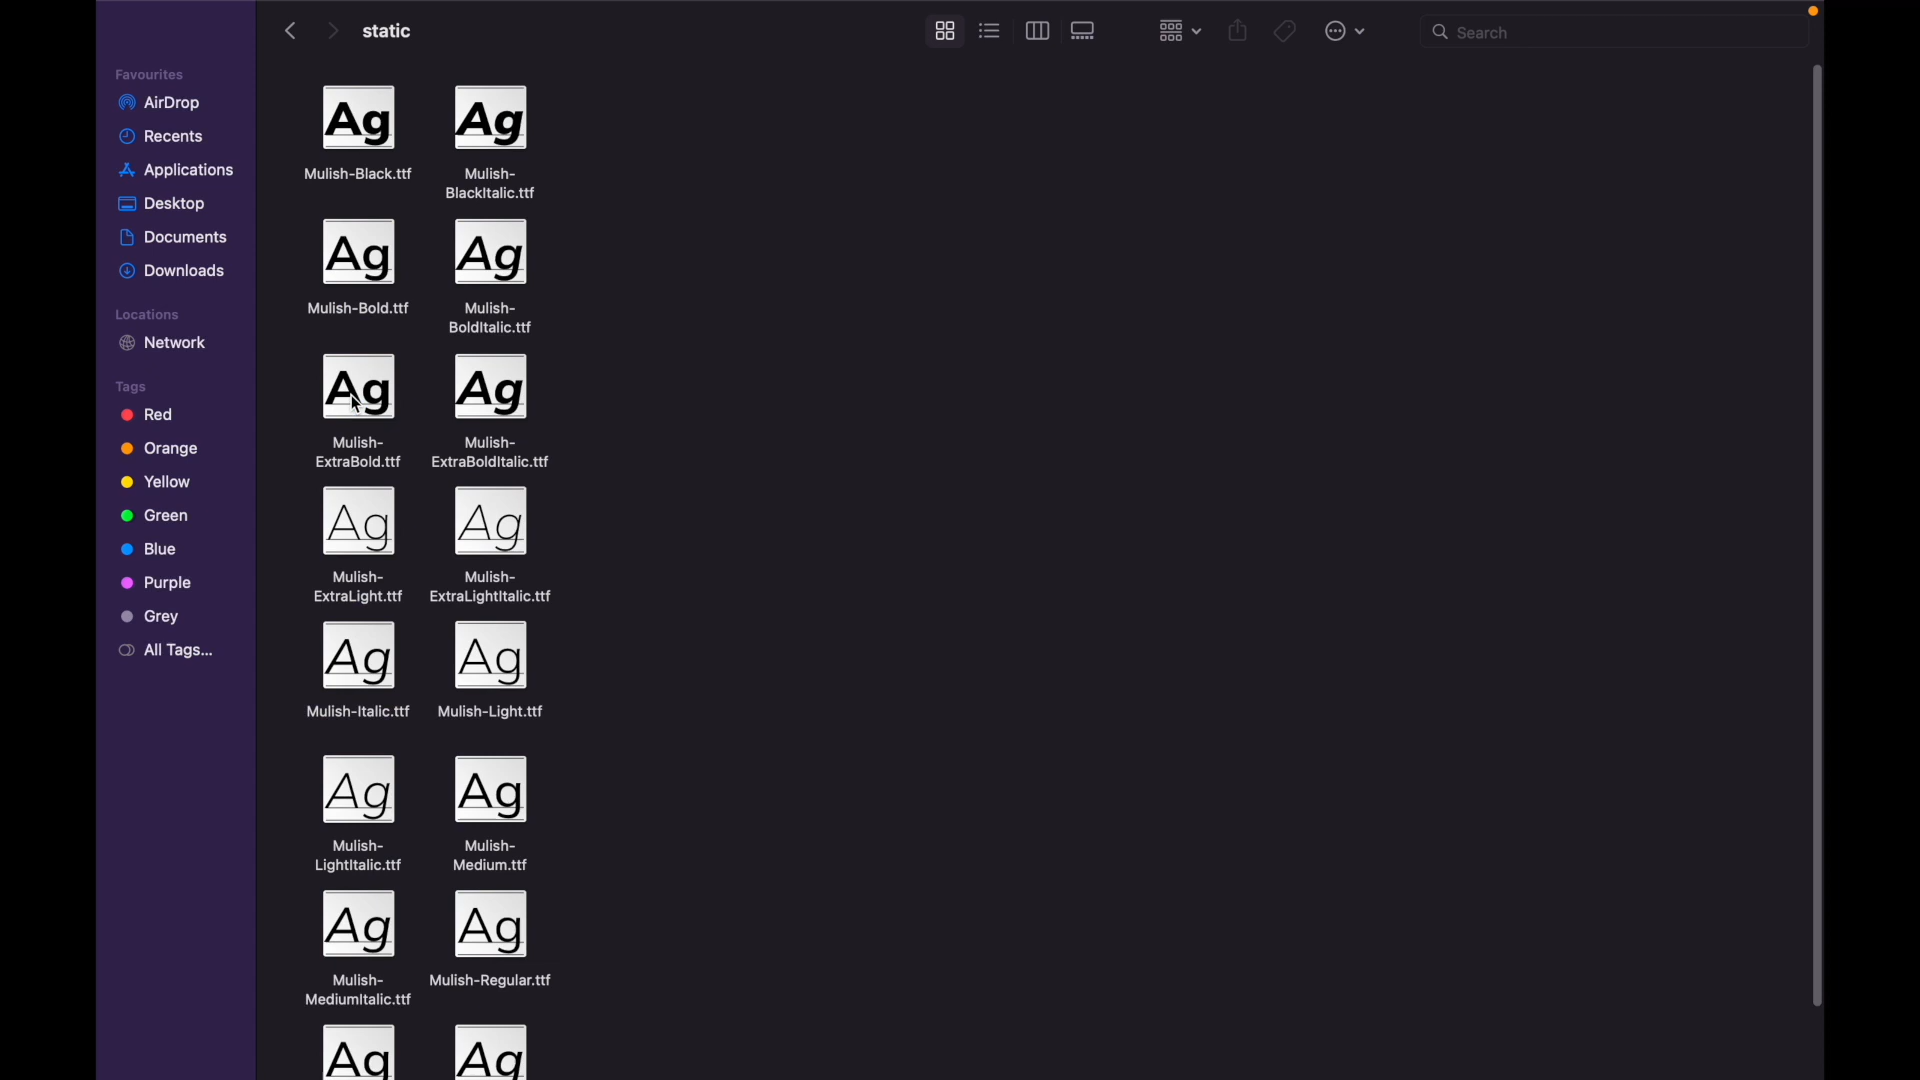 static
Search
Favourites
AirDrop
Recents
Applications
Desktop
Documents
Downloads
Locations
Network
Tags
Red
Orange
Yellow
Green
Blue
Purple
Grey
All Tags...
Ag
Ag
Mulish-Black.ttf
Mulish-
BlackItalic.ttf
Ag
Ag
Mulish-Bold.ttf
Mulish-
BoldItalic.ttf
Ag
Ag
Mulish-
ExtraBold.ttf
Mulish-
ExtraBoldItalic.ttf
Ag
Ag
Mulish-
ExtraLight.ttf
Mulish-
ExtraLightItalic.ttf
Ag
Ag
Mulish-Italic.ttf
Mulish-Light.ttf
Ag
Ag
Mulish-
LightItalic.ttf
Mulish-
Medium.ttf
Ag
Ag
Mulish-
MediumItalic.ttf
Mulish-Regular.ttf
Ag
Ag